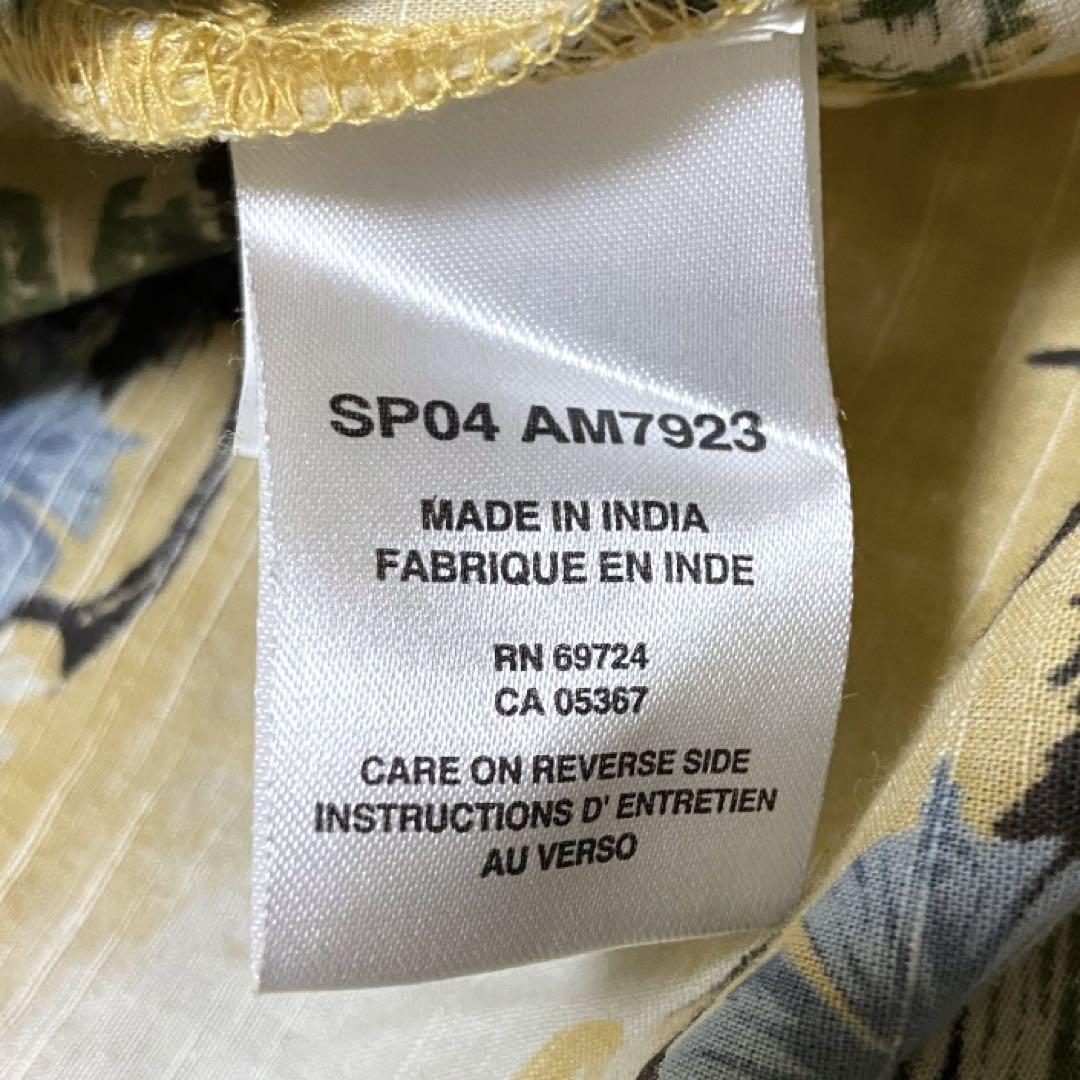 SP04 AM7923
MADE IN INDIA
FABRIQUE EN INDE
RN 69724
CA 05367
CARE ON REVERSE SIDE
INSTRUCTIONS D' ENTRETIEN
AU VERSO